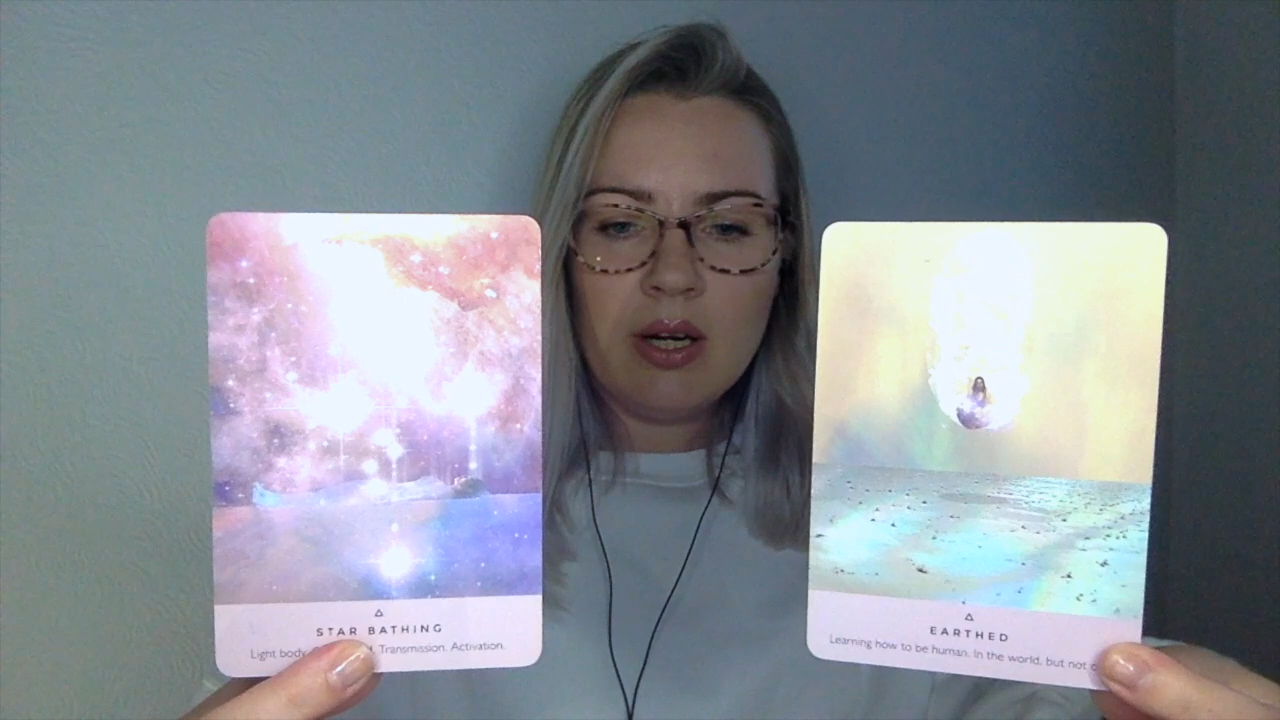 STAR BATHING
Light body. Transmission. Activation.
EARTHED
Learning how to be human. In the world, but not